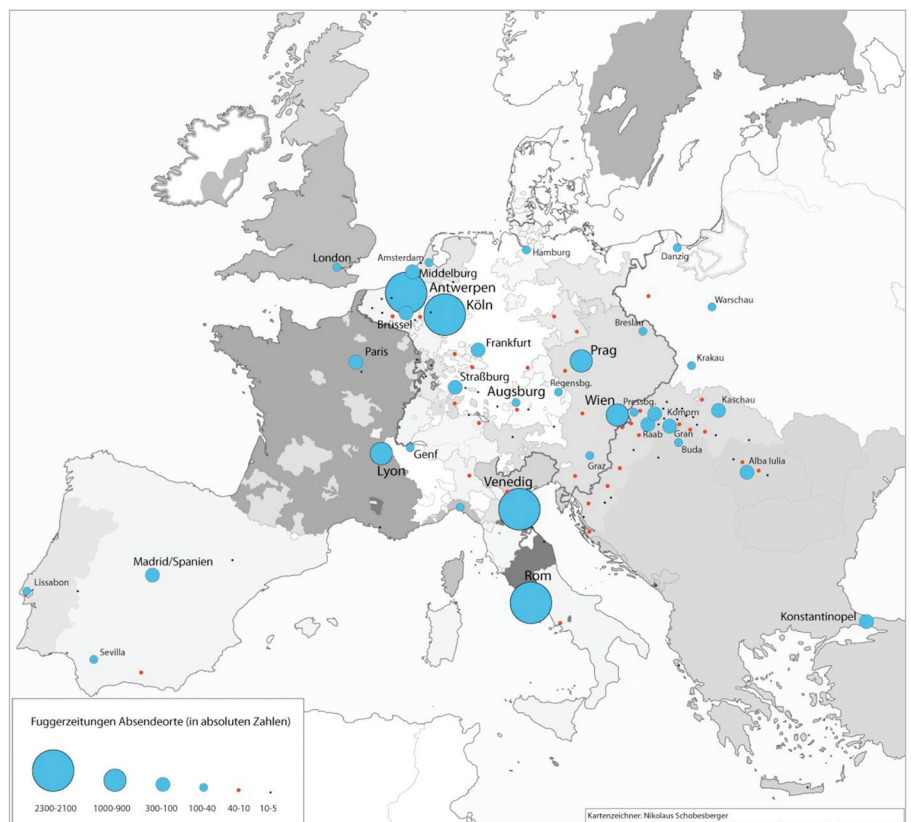 Hamburg
Danzig
London
Amsterdam
Middelburg
Antwerpen
Köln
Warschau
Brüssel
Breslau
Frankfurt
Prag
Paris
Krakau
Straßburg
Augsburg
Regensbg.
Wien
Pressbg.
Komorn
Kaschau
Raab
Gran
Buda
Genf
Lyon
Graz
Alba Iulia
Venedig
Madrid/Spanien
Rom
Lissabon
Konstantinopel
Sevilla
Fuggerzeitungen Absendeorte (in absoluten Zahlen)
2300-2100 1000-900 300-100 100-40 40-10 10-5
Kartenzeichner: Nikolaus Schobesberger